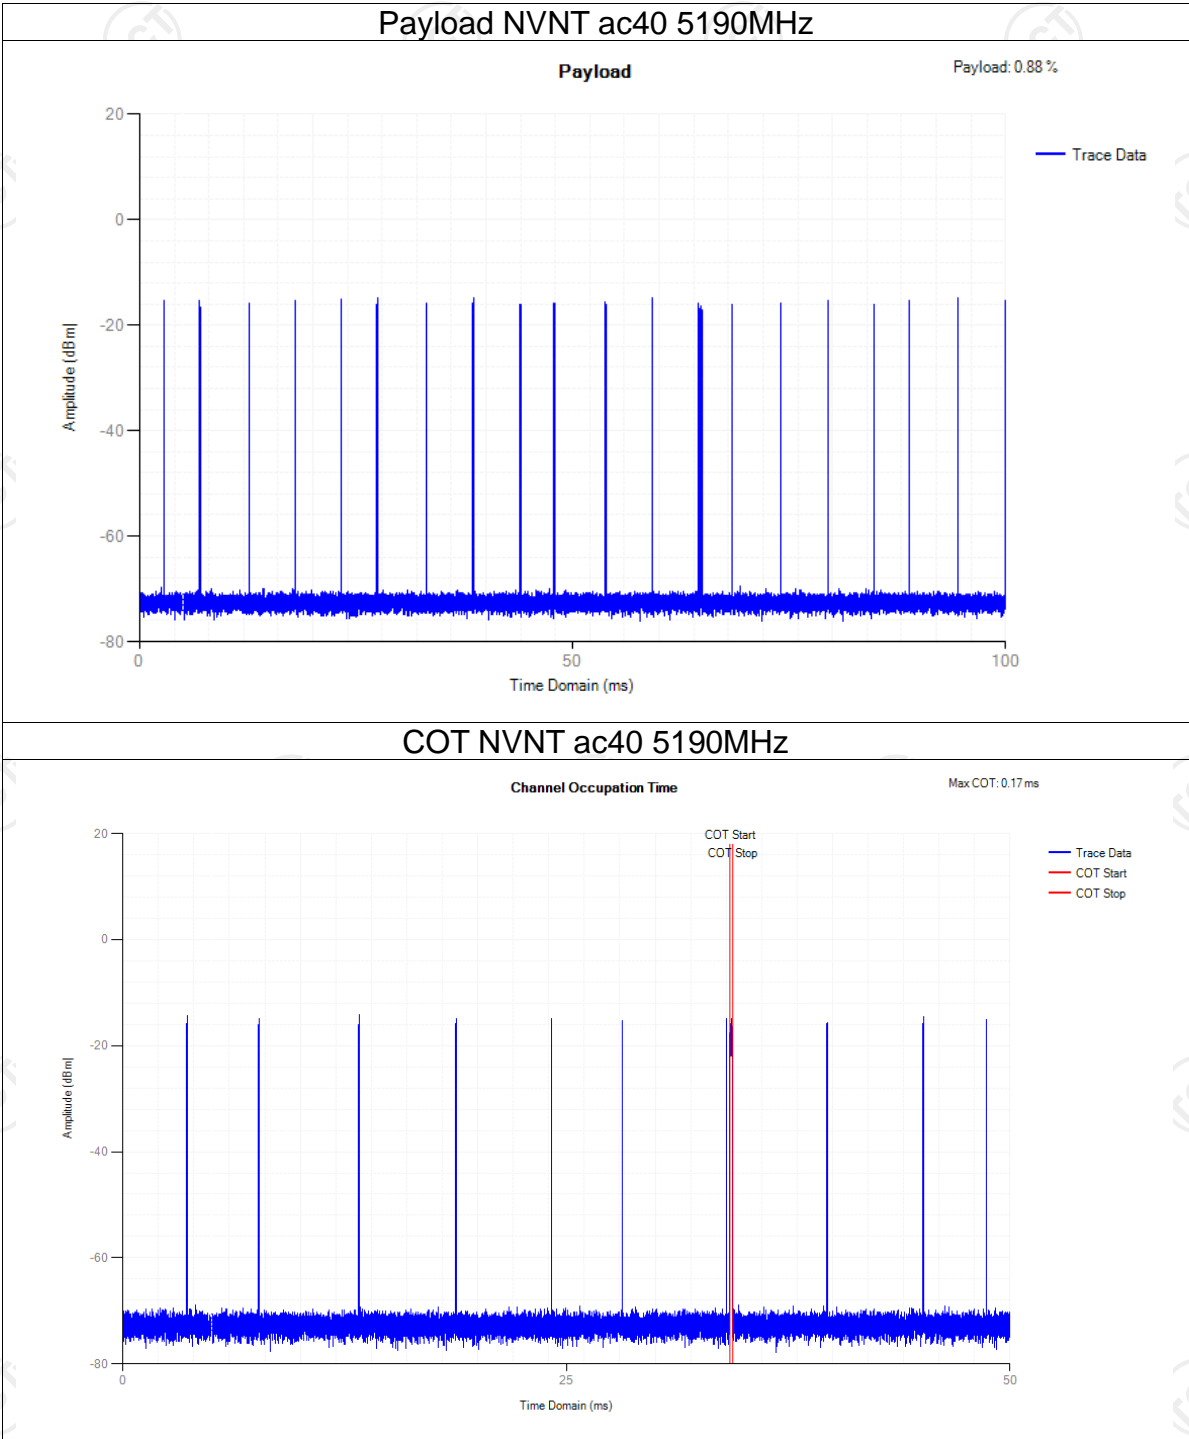 Payload NVNT ac40 5190MHz
Payload
Payload: 0.88 %
20
0
-20
-40
-60
-80
Amplitude [dBm]
Trace Data
0
50
100
Time Domain (ms)
COT NVNT ac40 5190MHz
Channel Occupation Time
Max COT: 0.17 ms
COT Start
COT Stop
20
0
-20
-40
-60
-80
Amplitude [dBm]
Trace Data
COT Start
COT Stop
0
25
50
Time Domain (ms)